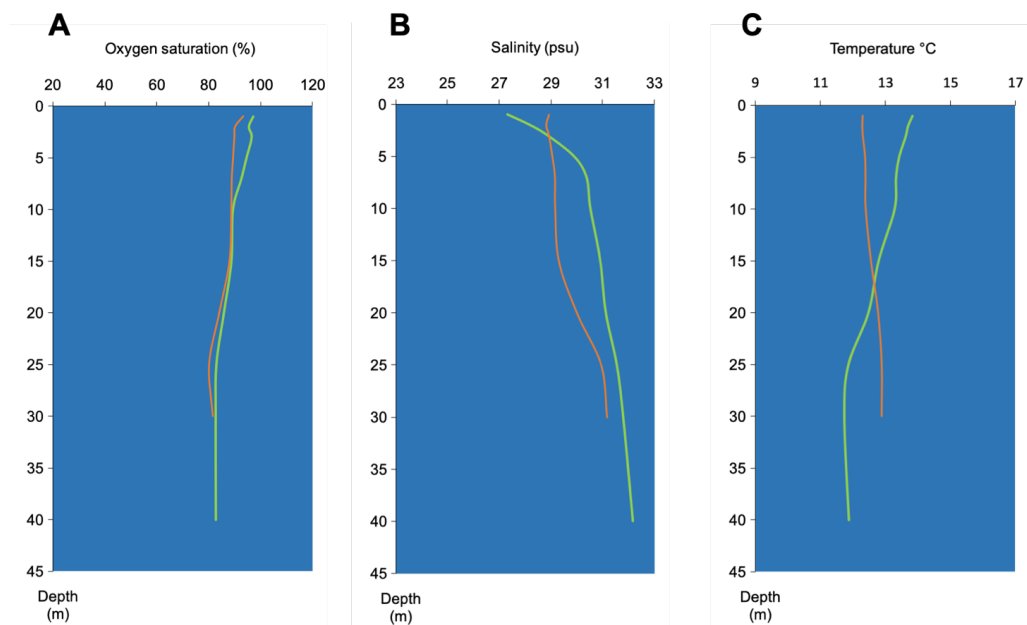 A
B
C
Oxygen saturation (%)
Salinity (psu)
Temperature °C
20 40 60 80 100 120
23 25 27 29 31 33
9 11 13 15 17
0
5
10
15
20
25
30
35
40
45
Depth
(m)
0
5
10
15
20
25
30
35
40
45
Depth
(m)
0
5
10
15
20
25
30
35
40
45
Depth
(m)